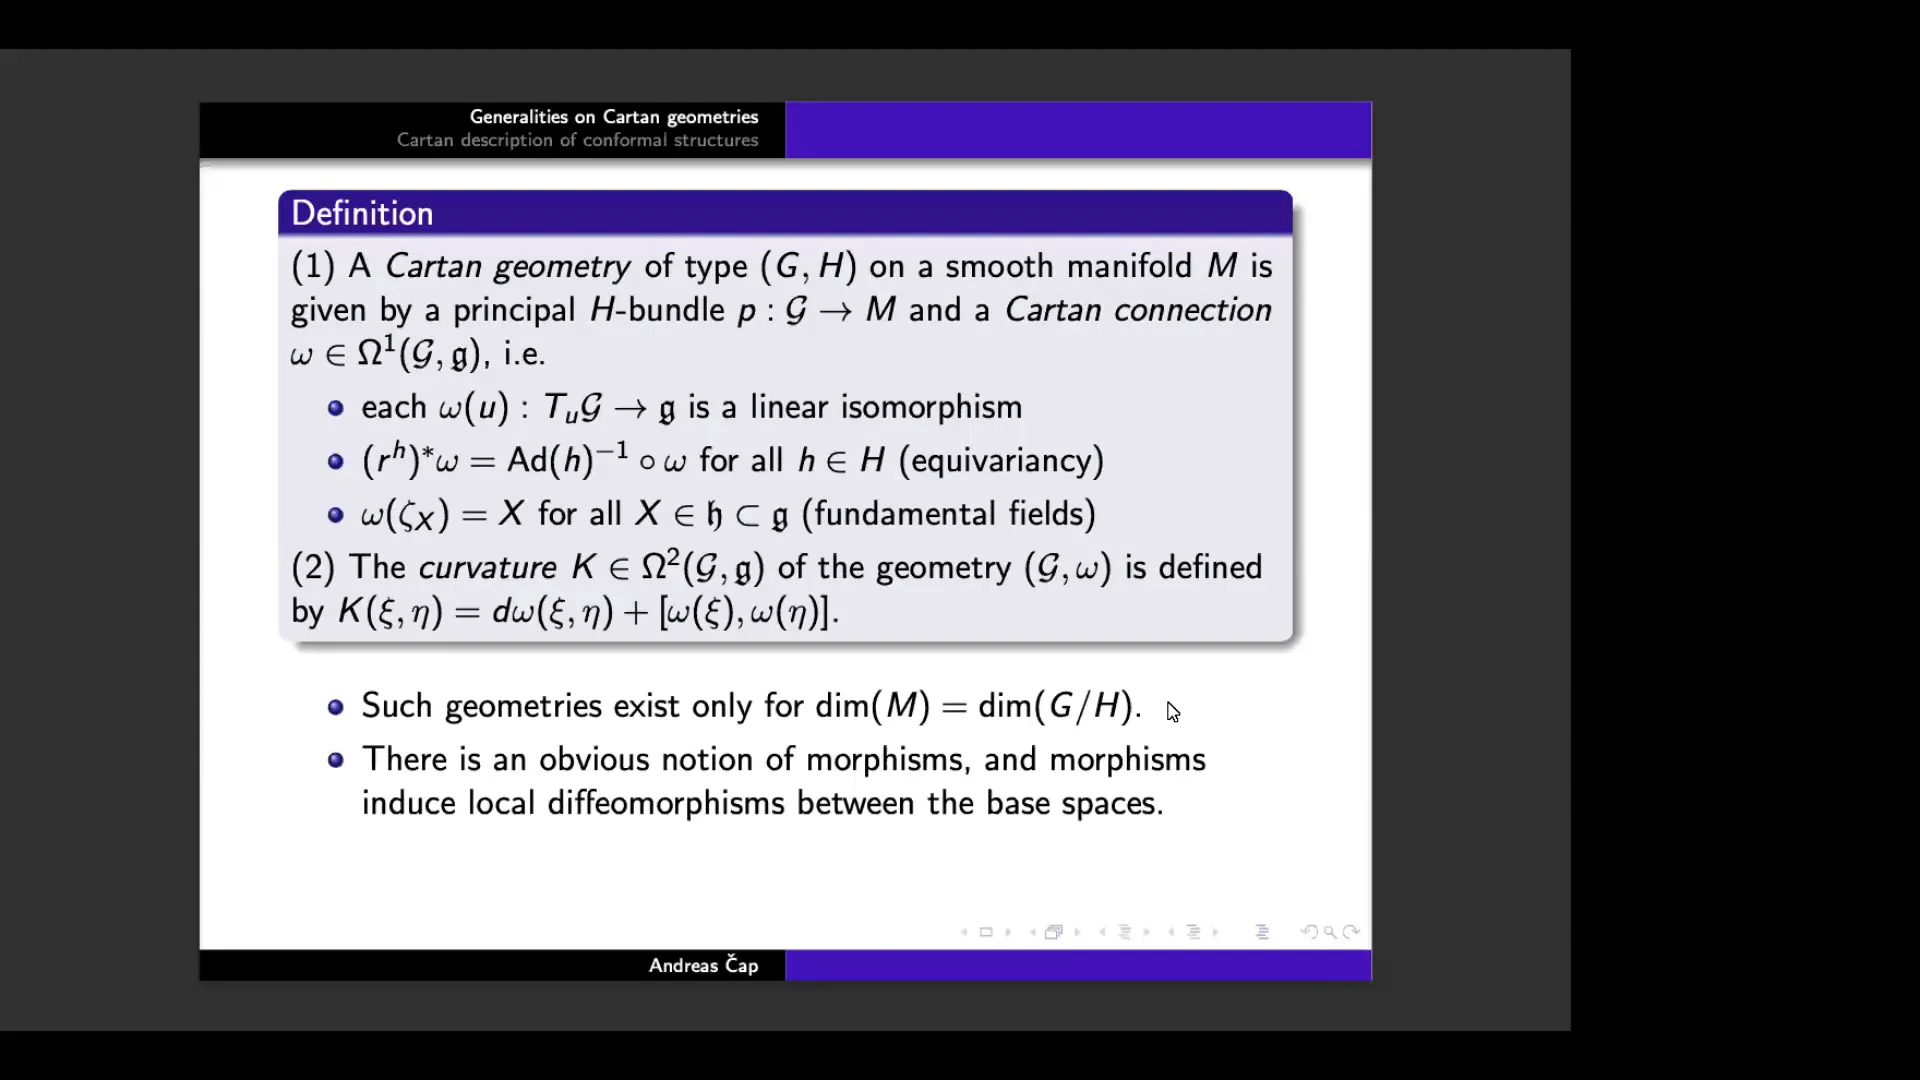 Generalities on Cartan geometries
Cartan description of conformal structures
Definition
(1) A Cartan geometry of type (G, H) on a smooth manifold M is
given by a principal H-bundle p : 𝒢 → M and a Cartan connection
ω ∈ Ω¹(𝒢, 𝔤), i.e.
each ω(u) : Tᵤ𝒢 → 𝔤 is a linear isomorphism
(rʰ)*ω = Ad(h)⁻¹ ∘ ω for all h ∈ H (equivariancy)
ω(ζ_X) = X for all X ∈ 𝔥 ⊂ 𝔤 (fundamental fields)
(2) The curvature K ∈ Ω²(𝒢, 𝔤) of the geometry (𝒢, ω) is defined
by K(ξ, η) = dω(ξ, η) + [ω(ξ), ω(η)].
Such geometries exist only for dim(M) = dim(G/H).
There is an obvious notion of morphisms, and morphisms
induce local diffeomorphisms between the base spaces.
Andreas Čap